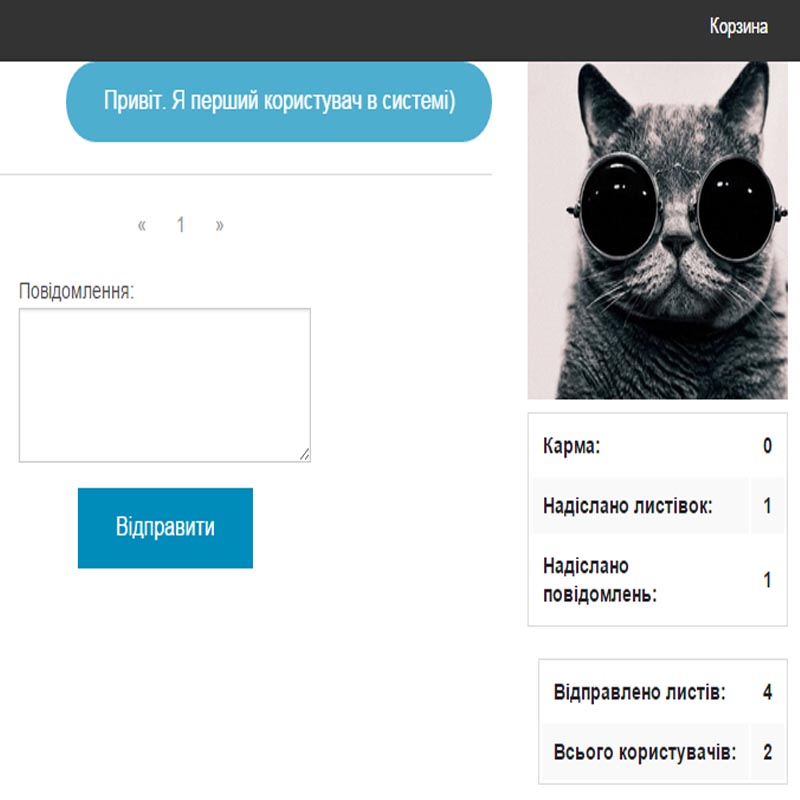 Корзина
Привіт. Я перший користувач в системі)
« 1 »
Повідомлення:
Відправити
Карма: 0
Надіслано листівок: 1
Надіслано
повідомлень: 1
Відправлено листів: 4
Всього користувачів: 2